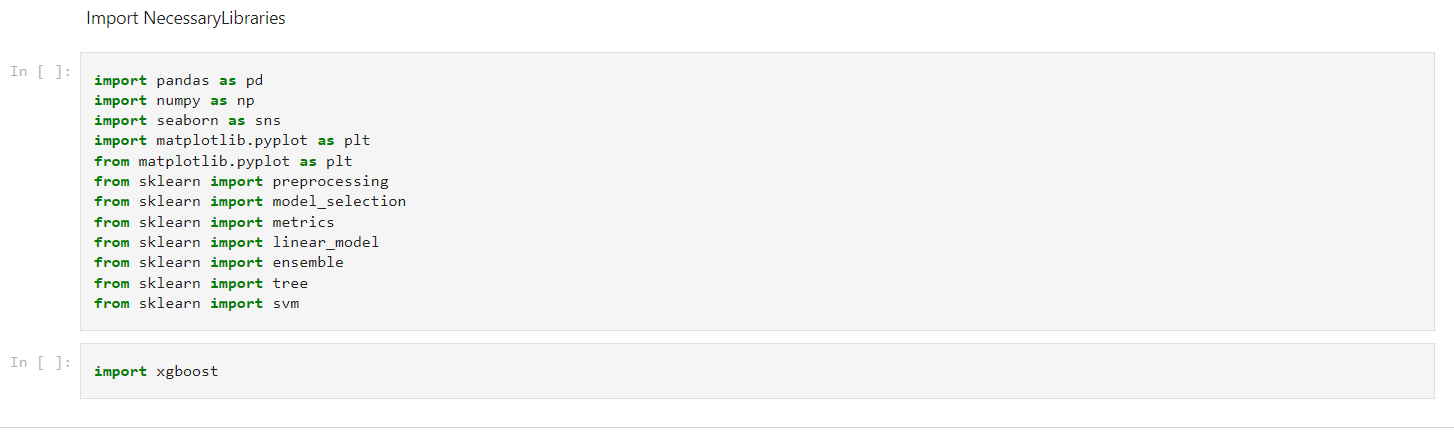 Import NecessaryLibraries
In [ ]:
import pandas as pd
import numpy as np
import seaborn as sns
import matplotlib.pyplot as plt
from matplotlib.pyplot as plt
from sklearn import preprocessing
from sklearn import model_selection
from sklearn import metrics
from sklearn import linear_model
from sklearn import ensemble
from sklearn import tree
from sklearn import svm
In [ ]:
import xgboost